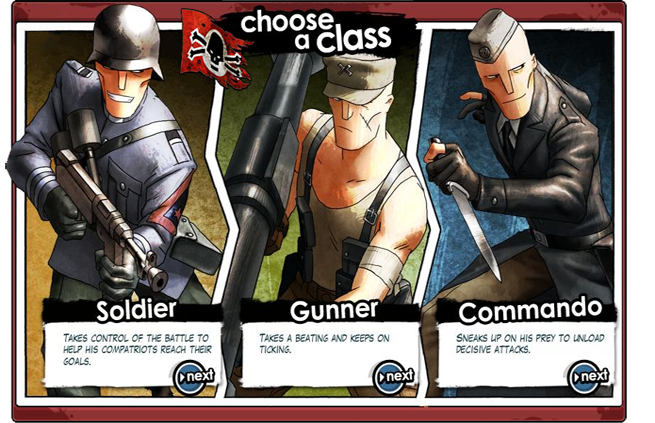 choose
a class
Soldier
TAKES CONTROL OF THE BATTLE TO
HELP HIS COMPATRIOTS REACH THEIR
GOALS.
next
Gunner
TAKES A BEATING AND KEEPS ON
TICKING.
next
Commando
SNEAKS UP ON HIS PREY TO UNLOAD
DECISIVE ATTACKS.
next